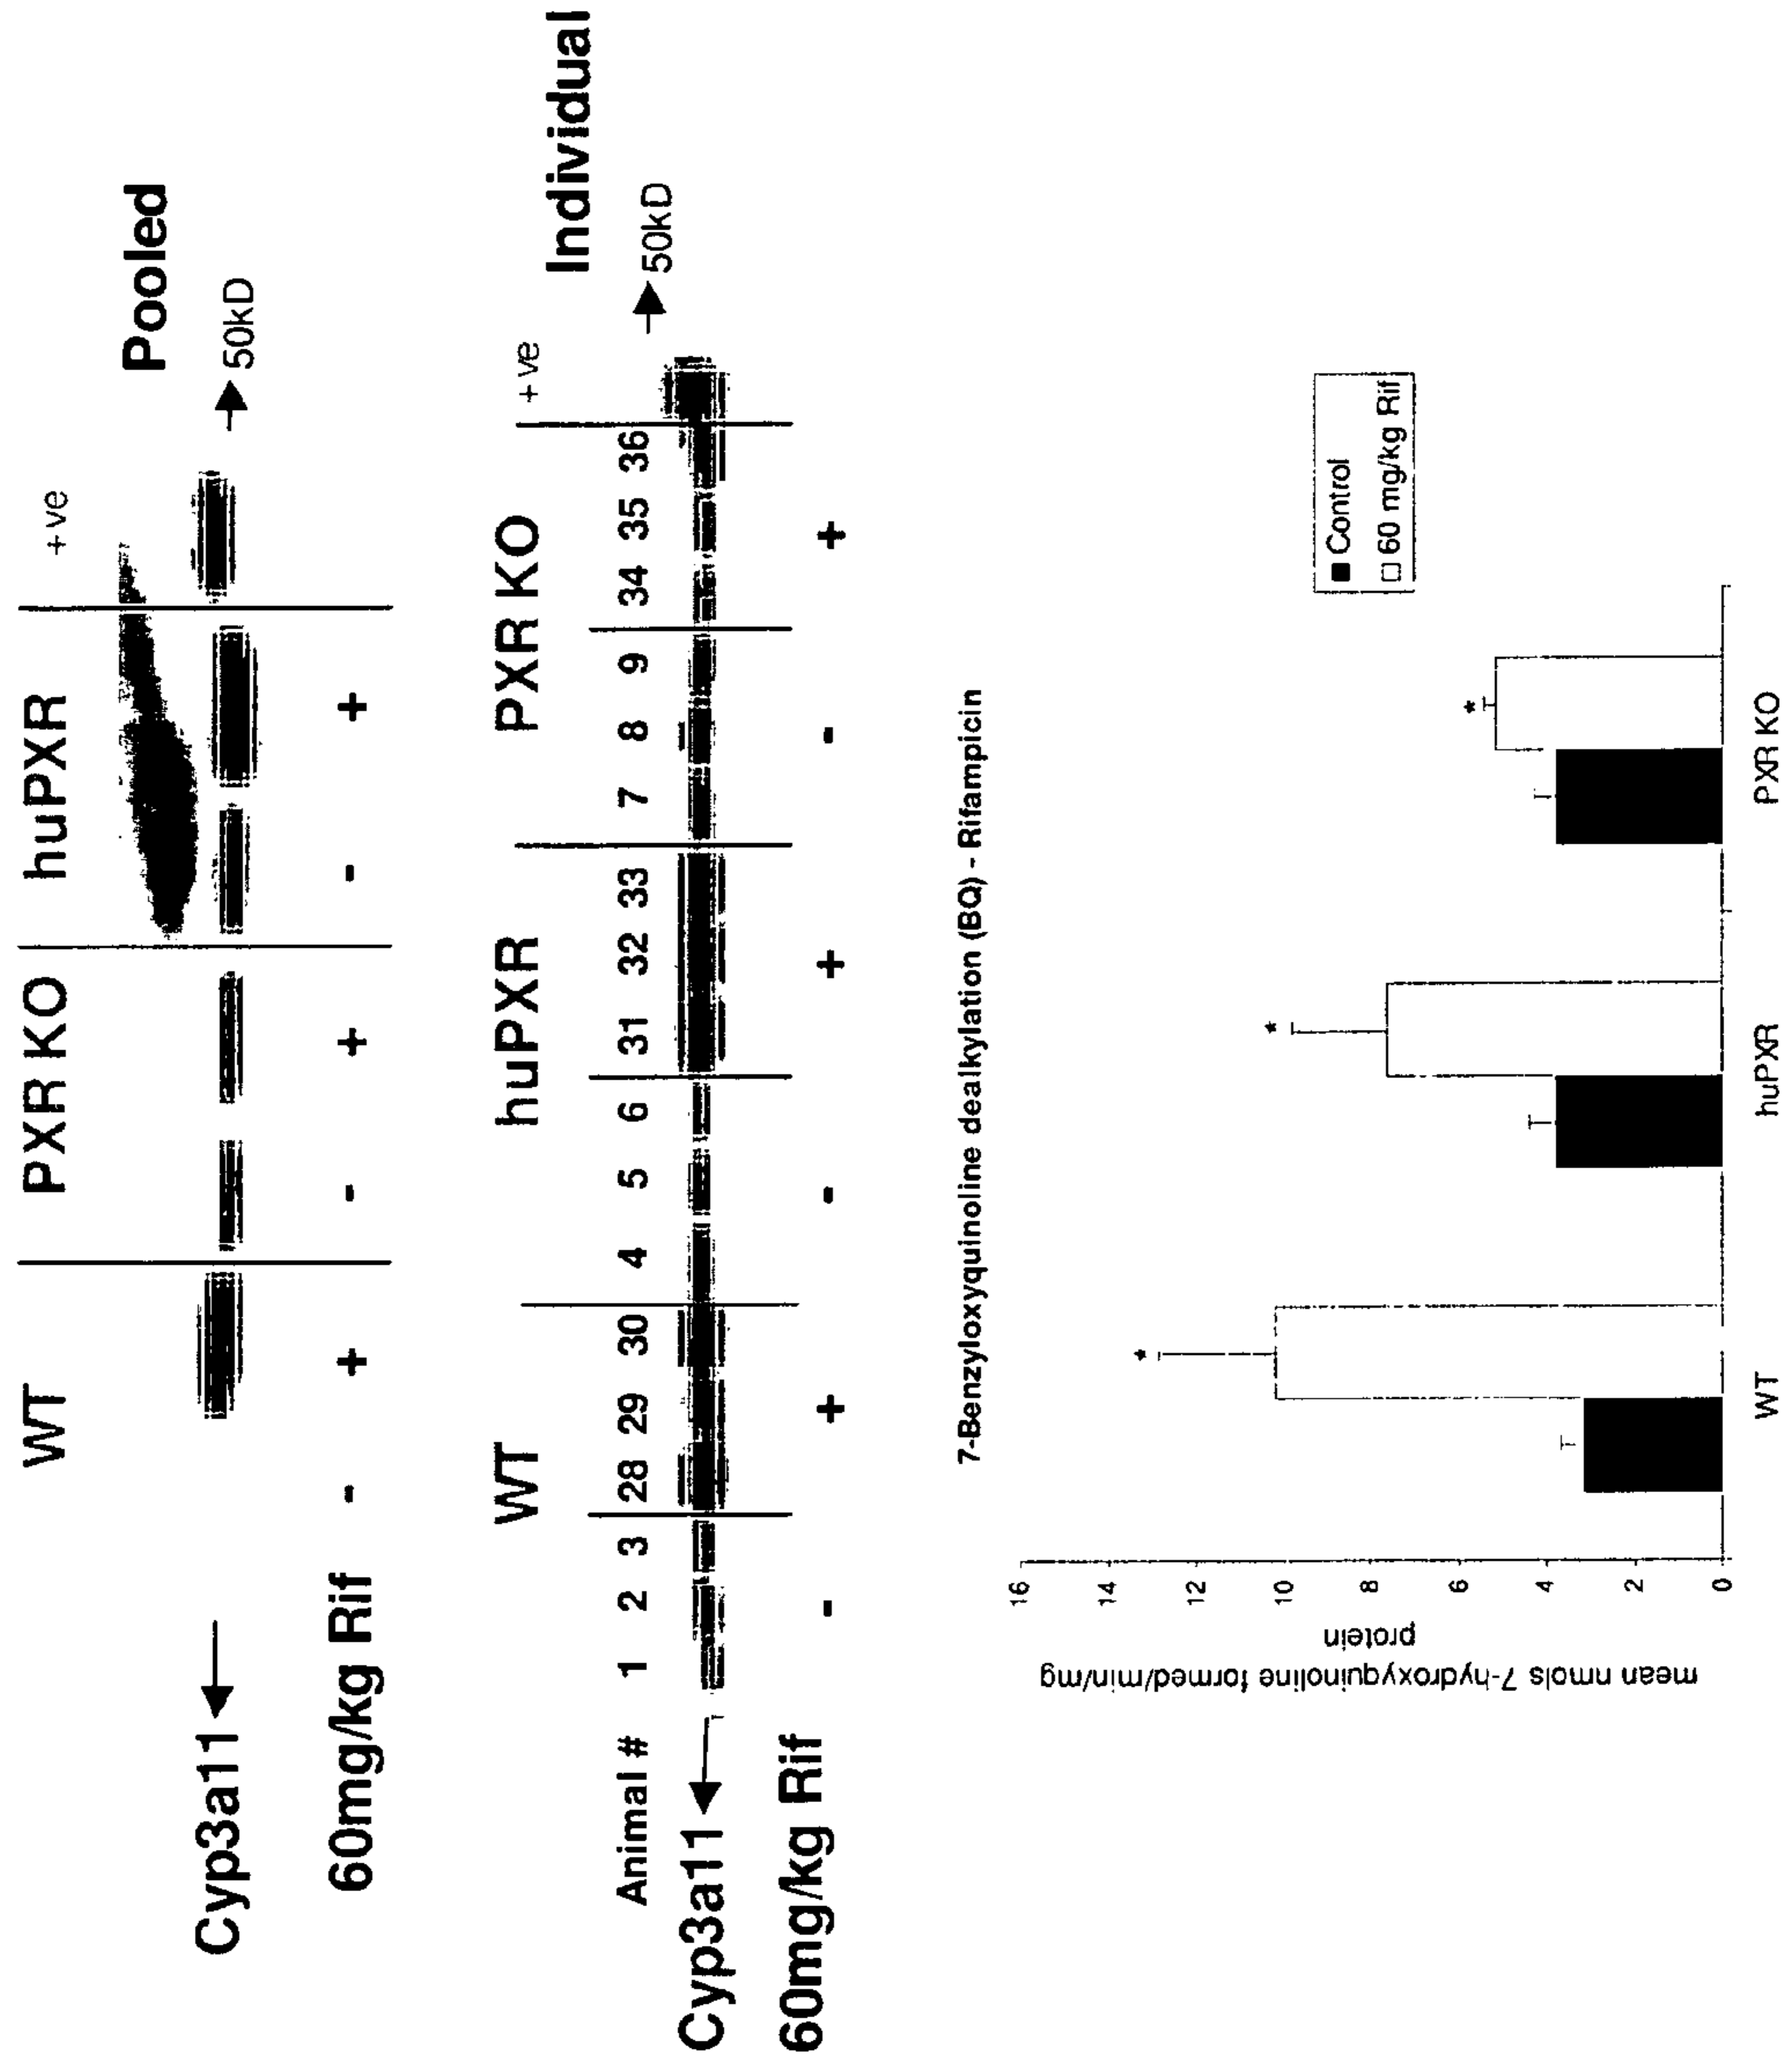 Pooled
WT PXR KO huPXR +ve
Cyp3a11 50kD
60mg/kg Rif - + - + - +
Individual
WT huPXR PXR KO +ve
Animal # 1 2 3 28 29 30 4 5 6 31 32 33 7 8 9 34 35 36
Cyp3a11 50kD
60mg/kg Rif - + - + - +
7-Benzyloxyquinoline dealkylation (BQ) - Rifampicin
mean nmols 7-hydroxyquinoline formed/min/mg
protein
16
14
12
10
8
6
4
2
0
* * *
Control
60 mg/kg Rif
WT huPXR PXR KO